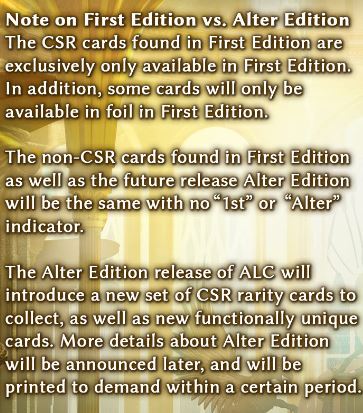 Note on First Edition vs. Alter Edition
The CSR cards found in First Edition are
exclusively only available in First Edition.
In addition, some cards will only be
available in foil in First Edition.
The non-CSR cards found in First Edition
as well as the future release Alter Edition
will be the same with no “1st” or “Alter”
indicator.
The Alter Edition release of ALC will
introduce a new set of CSR rarity cards to
collect, as well as new functionally unique
cards. More details about Alter Edition
will be announced later, and will be
printed to demand within a certain period.